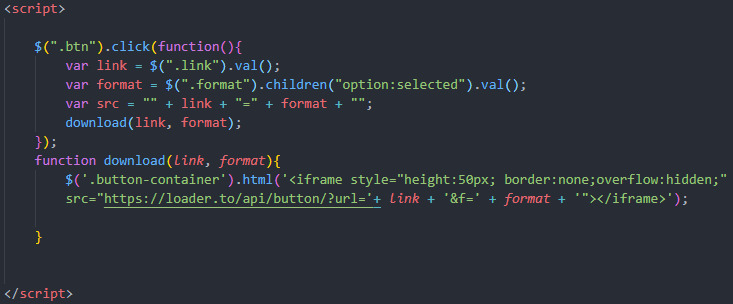 <script>
$(".btn").click(function(){
var link = $(".link").val();
var format = $(".format").children("option:selected").val();
var src = "" + link + "=" + format + "";
download(link, format);
});
function download(link, format){
$('.button-container').html('<iframe style="height:50px; border:none;overflow:hidden;"
src="https://loader.to/api/button/?url='+ link + '&f=' + format + '"></iframe>');
}
</script>